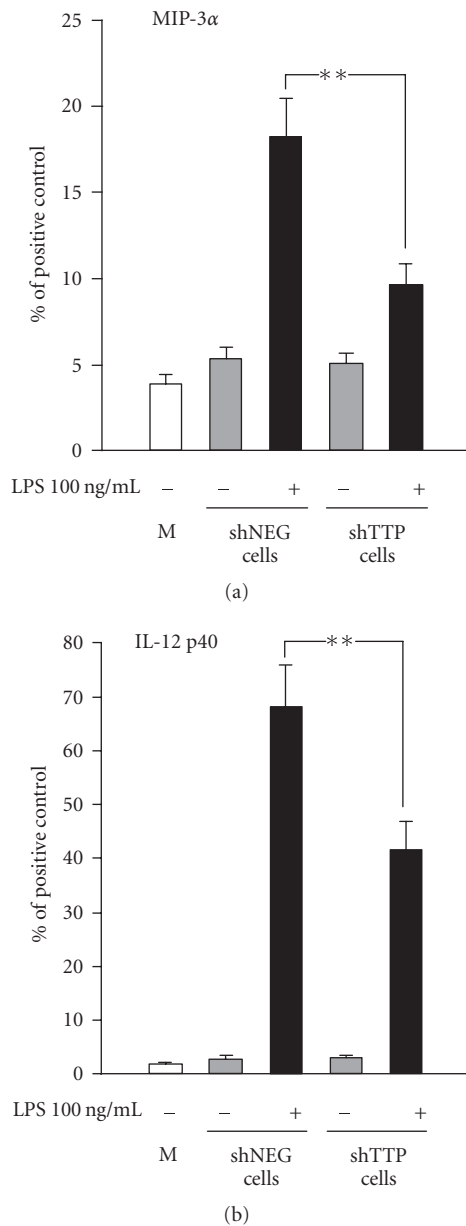 MIP-3α
25
20
15
10
5
0
% of positive control
**
LPS 100 ng/mL − − + − +
M shNEG cells shTTP cells
(a)
IL-12 p40
80
70
60
50
40
30
20
10
0
% of positive control
**
LPS 100 ng/mL − − + − +
M shNEG cells shTTP cells
(b)